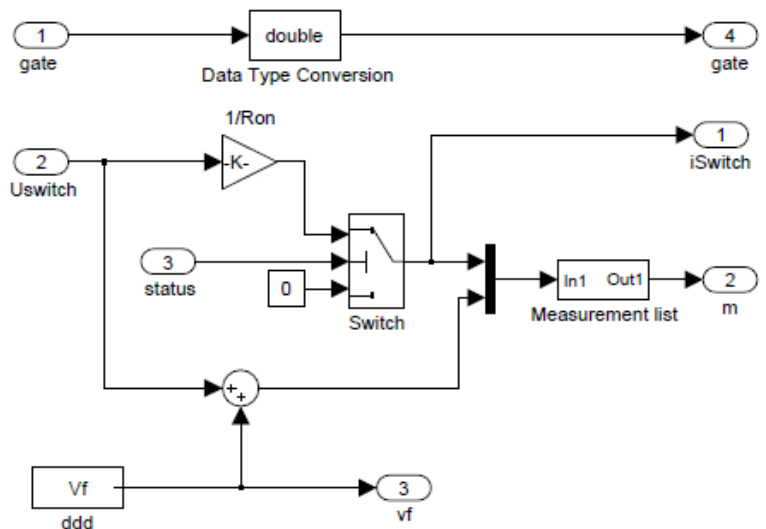 1
gate
double
Data Type Conversion
4
gate
1/Ron
-K-
2
Uswitch
1
iSwitch
3
status
0
Switch
In1 Out1
Measurement list
2
m
+
+
Vf
ddd
3
vf